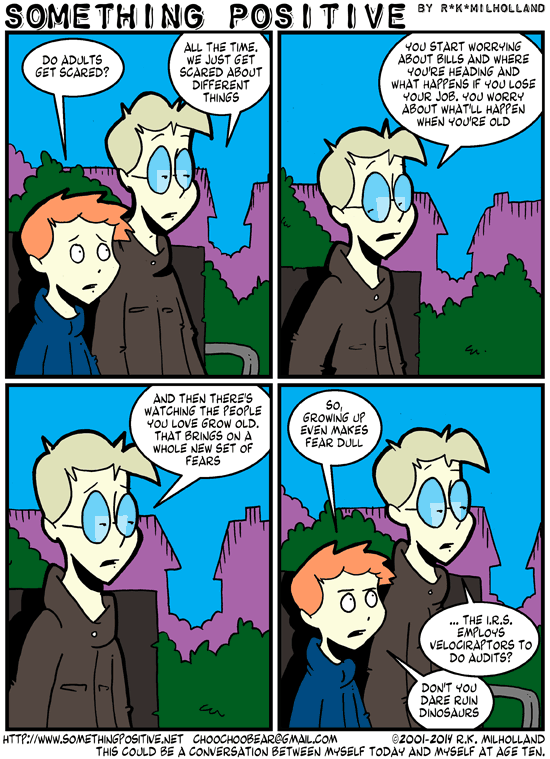 SOMETHING POSITIVE BY R*K*MILHOLLAND
DO ADULTS
GET SCARED?
ALL THE TIME.
WE JUST GET
SCARED ABOUT
DIFFERENT
THINGS
YOU START WORRYING
ABOUT BILLS AND WHERE
YOU'RE HEADING AND
WHAT HAPPENS IF YOU LOSE
YOUR JOB. YOU WORRY
ABOUT WHAT'LL HAPPEN
WHEN YOU'RE OLD
AND THEN THERE'S
WATCHING THE PEOPLE
YOU LOVE GROW OLD.
THAT BRINGS ON A
WHOLE NEW SET OF
FEARS
SO,
GROWING UP
EVEN MAKES
FEAR DULL
... THE I.R.S.
EMPLOYS
VELOCIRAPTORS TO
DO AUDITS?
DON'T YOU
DARE RUIN
DINOSAURS
HTTP://WWW.SOMETHINGPOSITIVE.NET CHOOCHOOBEAR@GMAIL.COM ©2001-2014 R.K. MILHOLLAND
THIS COULD BE A CONVERSATION BETWEEN MYSELF TODAY AND MYSELF AT AGE TEN.